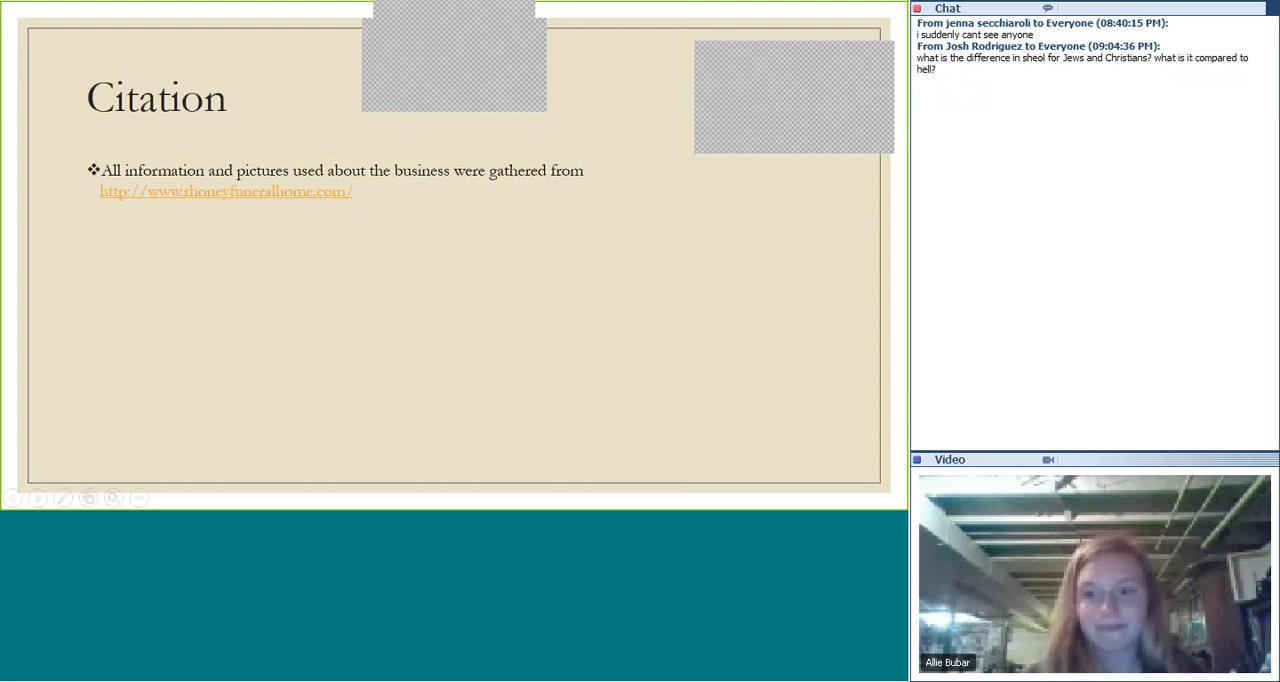 Citation
❖All information and pictures used about the business were gathered from
http://www.rhoneyfuneralhome.com/
Chat
From jenna secchiaroli to Everyone (08:40:15 PM):
i suddenly cant see anyone
From Josh Rodriguez to Everyone (09:04:36 PM):
what is the difference in sheol for Jews and Christians? what is it compared to
hell?
Video
Allie Bubar